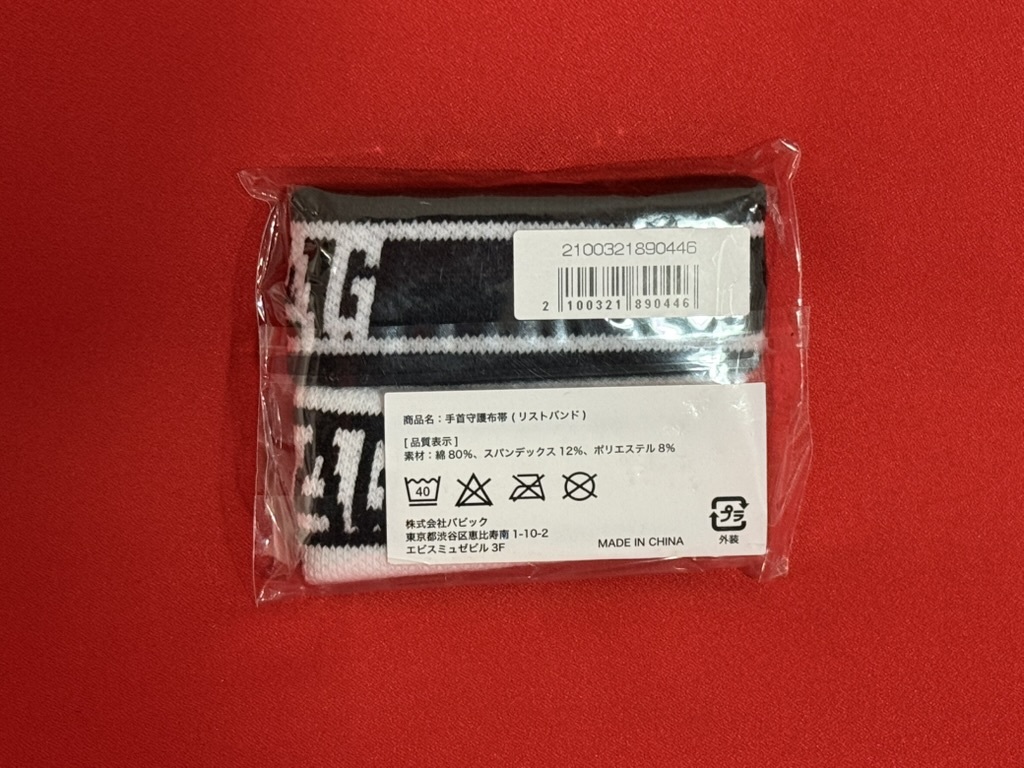 2100321890446
2 100321 890446
G
商品名：手首守護布帯 (リストバンド)
[品質表示]
素材：綿 80%、スパンデックス 12%、ポリエステル 8%
40
株式会社バビック
東京都渋谷区恵比寿南 1-10-2
エビスミュゼビル 3F
MADE IN CHINA
プラ
外装